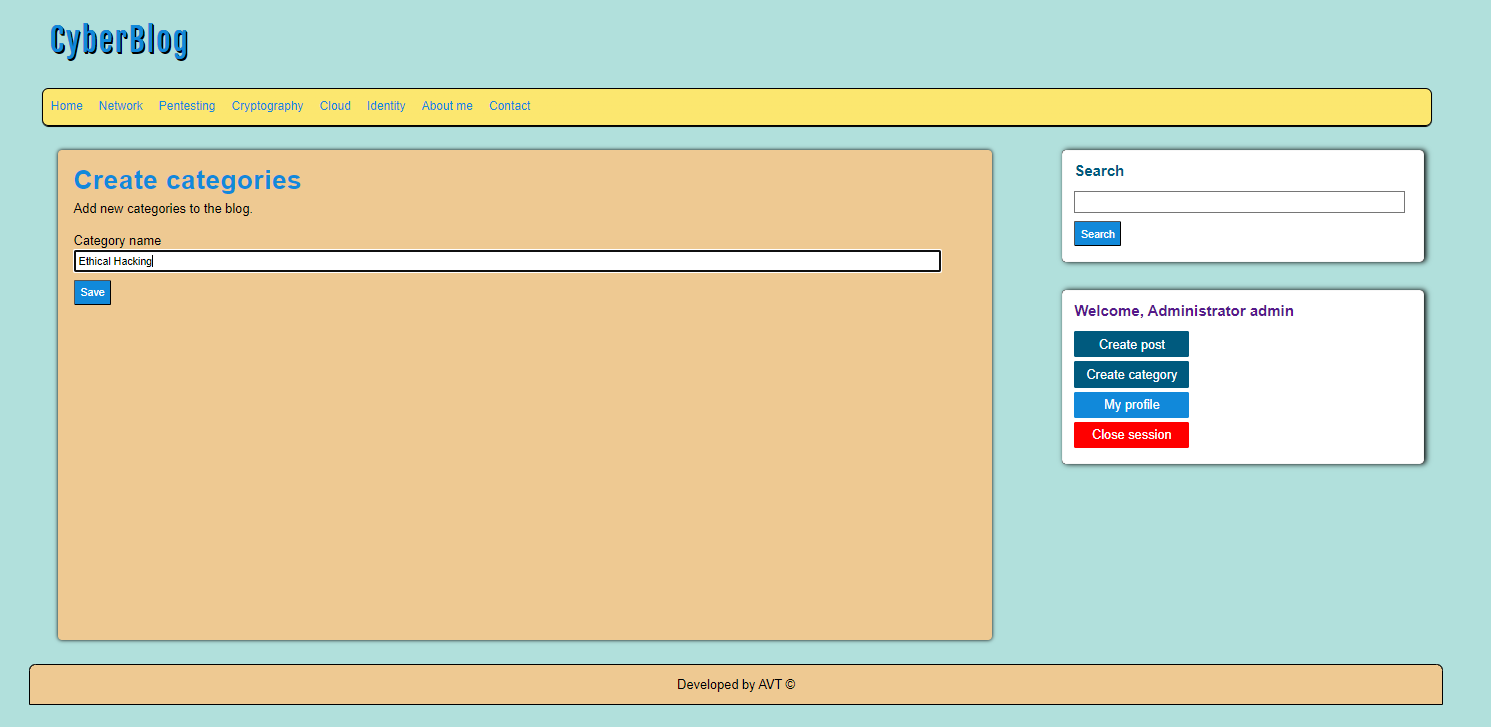 CyberBlog
Home Network Pentesting Cryptography Cloud Identity About me Contact
Create categories
Add new categories to the blog.
Category name
Ethical Hacking
Save
Search
Search
Welcome, Administrator admin
Create post
Create category
My profile
Close session
Developed by AVT ©